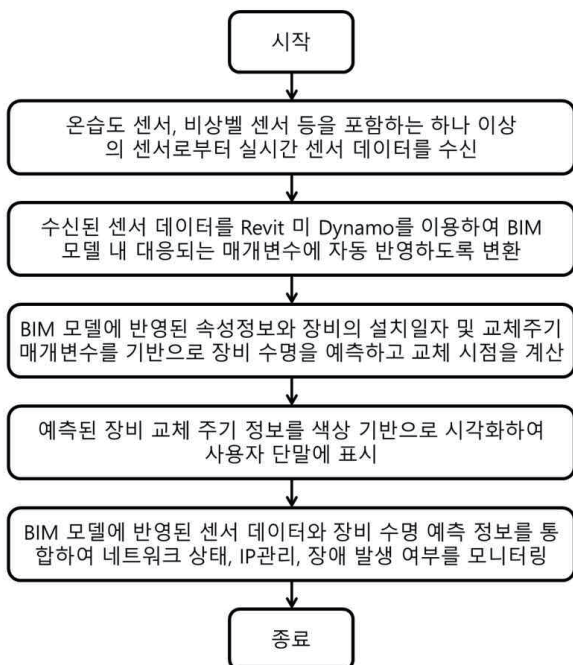 시작
온습도 센서, 비상벨 센서 등을 포함하는 하나 이상
의 센서로부터 실시간 센서 데이터를 수신
수신된 센서 데이터를 Revit 미 Dynamo를 이용하여 BIM
모델 내 대응되는 매개변수에 자동 반영하도록 변환
BIM 모델에 반영된 속성정보와 장비의 설치일자 및 교체주기
매개변수를 기반으로 장비 수명을 예측하고 교체 시점을 계산
예측된 장비 교체 주기 정보를 색상 기반으로 시각화하여
사용자 단말에 표시
BIM 모델에 반영된 센서 데이터와 장비 수명 예측 정보를 통
합하여 네트워크 상태, IP관리, 장애 발생 여부를 모니터링
종료